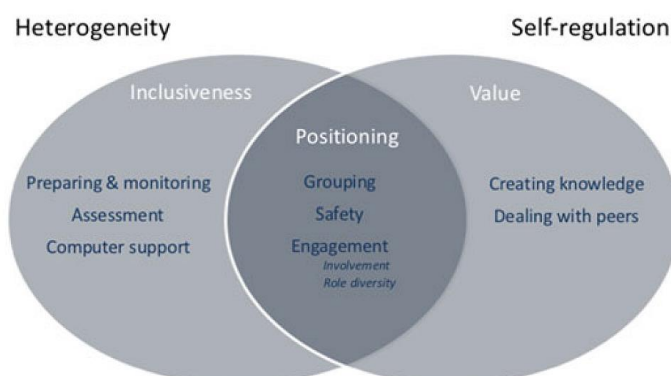 Heterogeneity
Self-regulation
Inclusiveness
Value
Positioning
Preparing & monitoring
Assessment
Computer support
Grouping
Safety
Engagement
Involvement
Role diversity
Creating knowledge
Dealing with peers